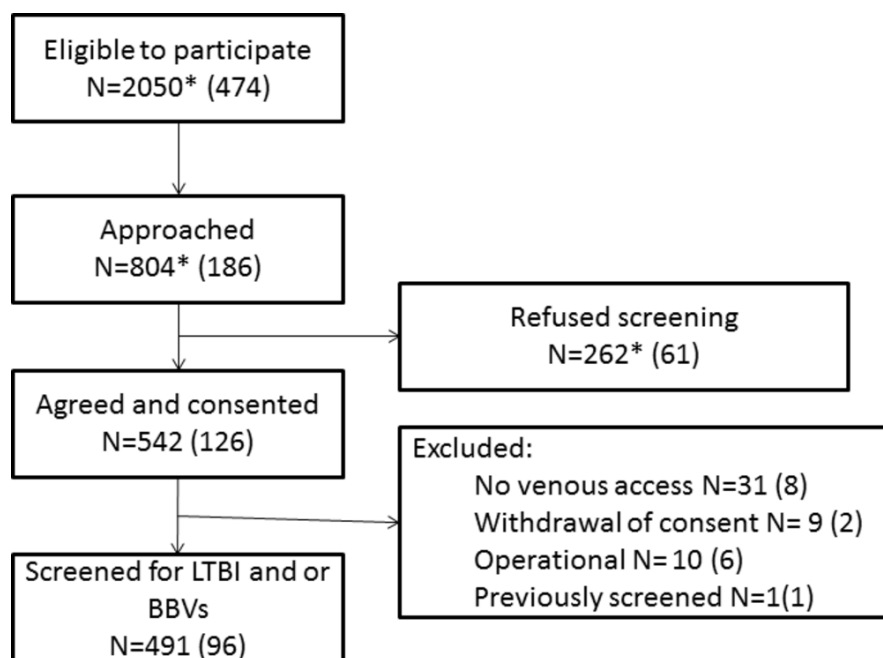 Eligible to participate
N=2050* (474)
Approached
N=804* (186)
Refused screening
N=262* (61)
Agreed and consented
N=542 (126)
Excluded:
No venous access N=31 (8)
Withdrawal of consent N= 9 (2)
Operational N= 10 (6)
Previously screened N=1(1)
Screened for LTBI and or
BBVs
N=491 (96)